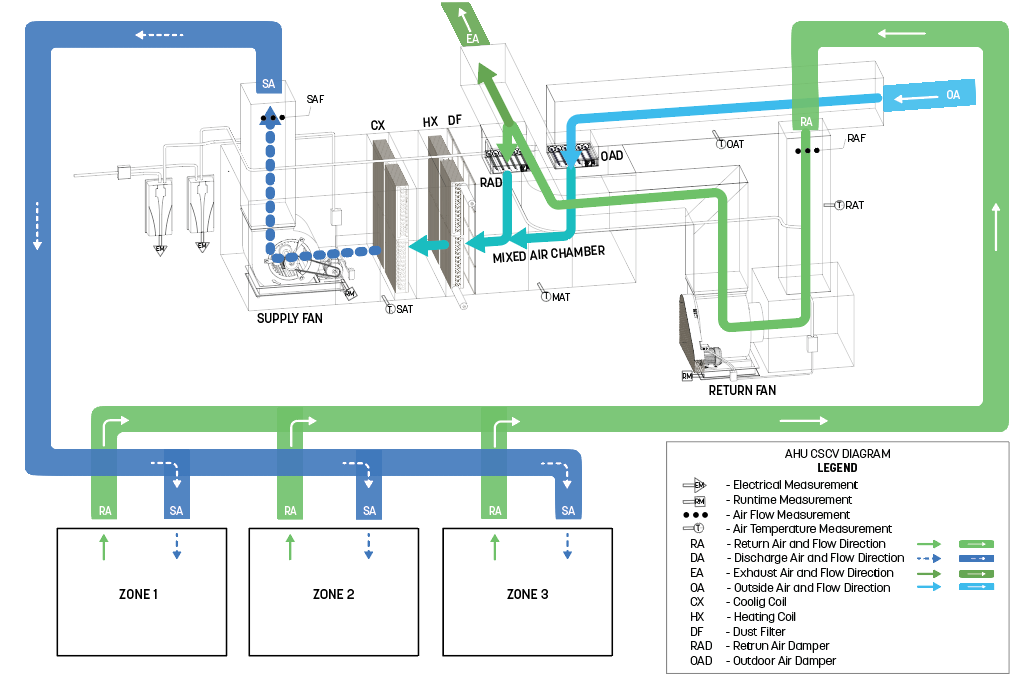 EA
SA
SAF
CX
HX
DF
RAD
OAD
OA
RA
RAF
OAT
T
RAT
T
MIXED AIR CHAMBER
EM
EM
RM
SUPPLY FAN
T
SAT
T
MAT
RM
RETURN FAN
RA
SA
RA
SA
RA
SA
ZONE 1
ZONE 2
ZONE 3
AHU CSCV DIAGRAM
LEGEND
EM - Electrical Measurement
RM - Runtime Measurement
- Air Flow Measurement
T - Air Temperature Measurement
RA - Return Air and Flow Direction
DA - Discharge Air and Flow Direction
EA - Exhaust Air and Flow Direction
OA - Outside Air and Flow Direction
CX - Coolig Coil
HX - Heating Coil
DF - Dust Filter
RAD - Retrun Air Damper
OAD - Outdoor Air Damper